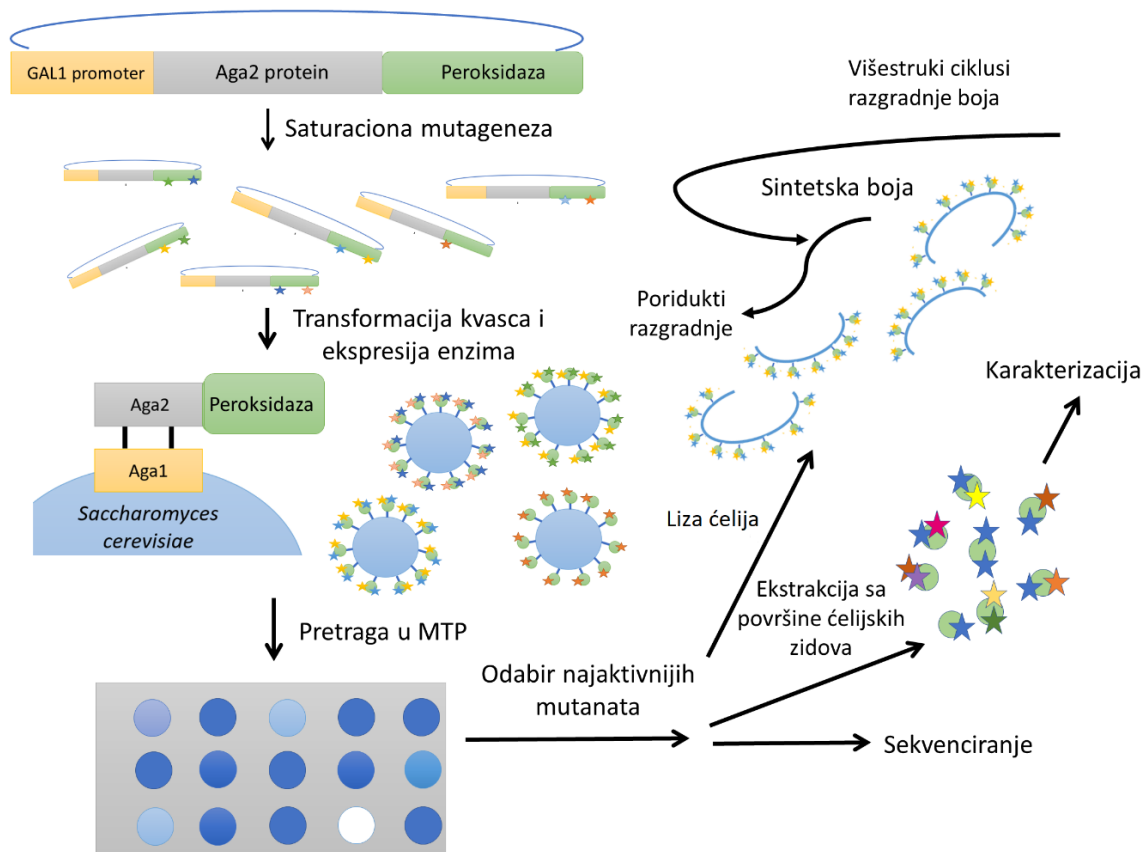 GAL1 promoter
Aga2 protein
Peroksidaza
Saturaciona mutageneza
Transformacija kvasca i
ekspresija enzima
Aga2
Peroksidaza
Aga1
Saccharomyces
cerevisiae
Pretraga u MTP
Odabir najaktivnijih
mutanata
Liza ćelija
Ekstrakcija sa
površine ćelijskih
zidova
Sekvenciranje
Karakterizacija
Višestruki ciklusi
razgradnje boja
Sintetska boja
Poridukti
razgradnje